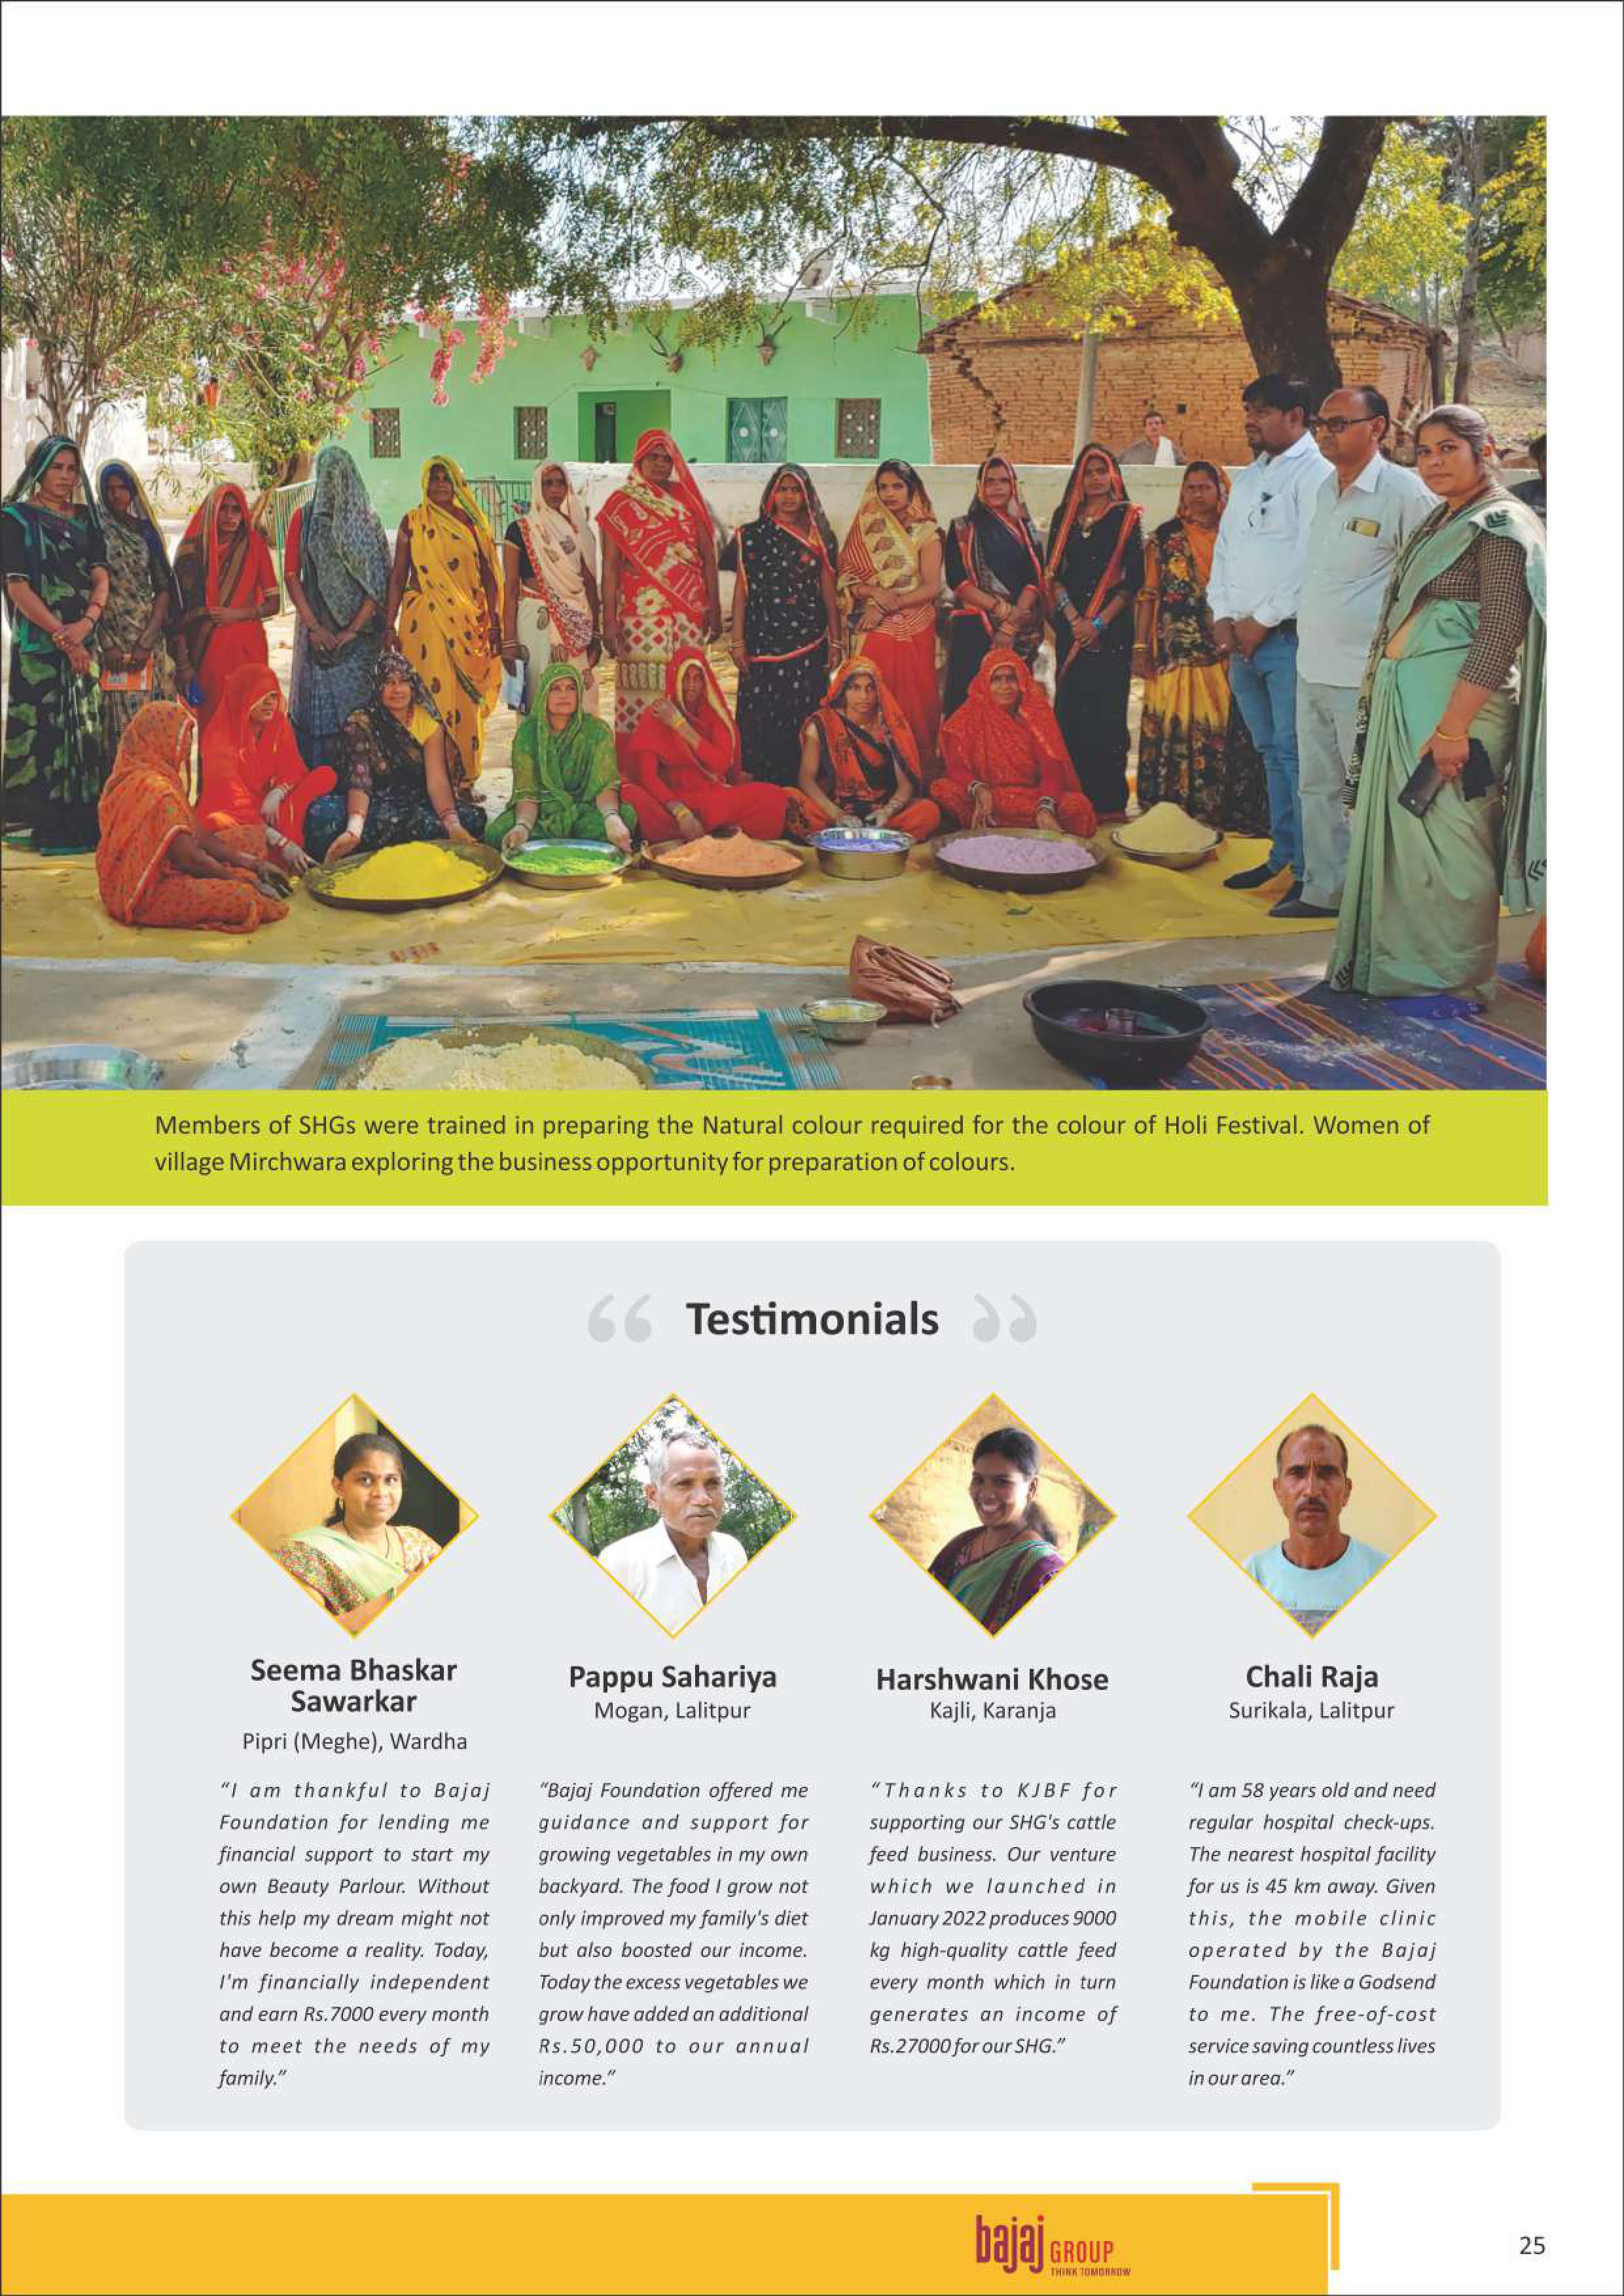 Members of SHGs were trained in preparing the Natural colour required for the colour of Holi Festival. Women of
village Mirchwara exploring the business opportunity for preparation of colours.
“ Testimonials ”
Seema Bhaskar
Sawarkar
Pipri (Meghe), Wardha
“I am thankful to Bajaj
Foundation for lending me
financial support to start my
own Beauty Parlour. Without
this help my dream might not
have become a reality. Today,
I'm financially independent
and earn Rs.7000 every month
to meet the needs of my
family.”
Pappu Sahariya
Mogan, Lalitpur
“Bajaj Foundation offered me
guidance and support for
growing vegetables in my own
backyard. The food I grow not
only improved my family's diet
but also boosted our income.
Today the excess vegetables we
grow have added an additional
Rs.50,000 to our annual
income.”
Harshwani Khose
Kajli, Karanja
“Thanks to KJBF for
supporting our SHG's cattle
feed business. Our venture
which we launched in
January 2022 produces 9000
kg high-quality cattle feed
every month which in turn
generates an income of
Rs.27000 for our SHG.”
Chali Raja
Surikala, Lalitpur
“I am 58 years old and need
regular hospital check-ups.
The nearest hospital facility
for us is 45 km away. Given
this, the mobile clinic
operated by the Bajaj
Foundation is like a Godsend
to me. The free-of-cost
service saving countless lives
in our area.”
bajaj GROUP
THINK TOMORROW
25